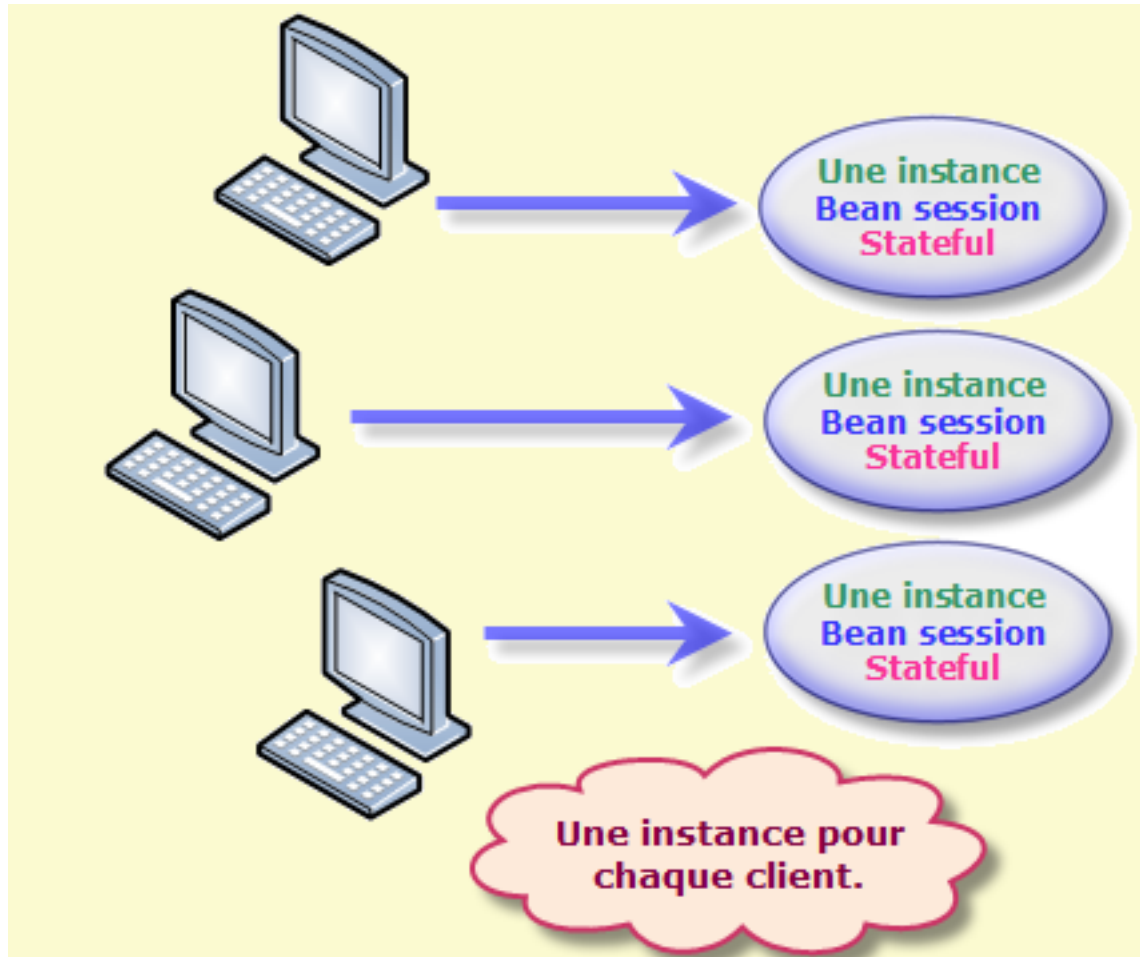 Une instance
Bean session
Stateful
Une instance
Bean session
Stateful
Une instance
Bean session
Stateful
Une instance pour
chaque client.